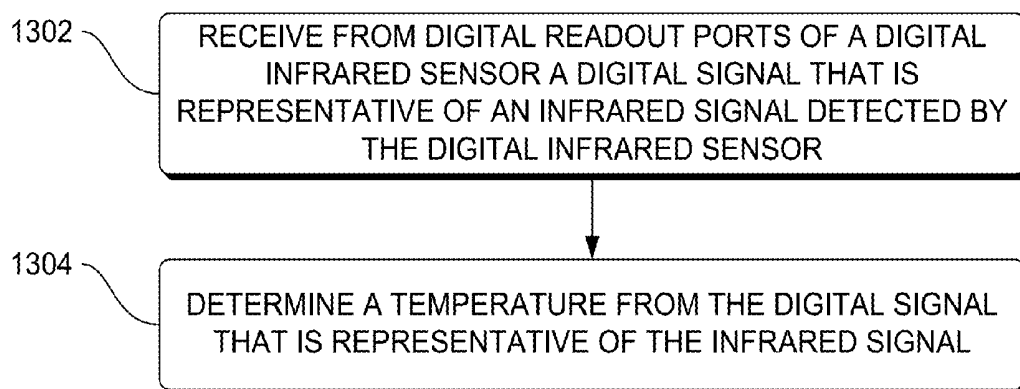 1302
RECEIVE FROM DIGITAL READOUT PORTS OF A DIGITAL
INFRARED SENSOR A DIGITAL SIGNAL THAT IS
REPRESENTATIVE OF AN INFRARED SIGNAL DETECTED BY
THE DIGITAL INFRARED SENSOR
1304
DETERMINE A TEMPERATURE FROM THE DIGITAL SIGNAL
THAT IS REPRESENTATIVE OF THE INFRARED SIGNAL